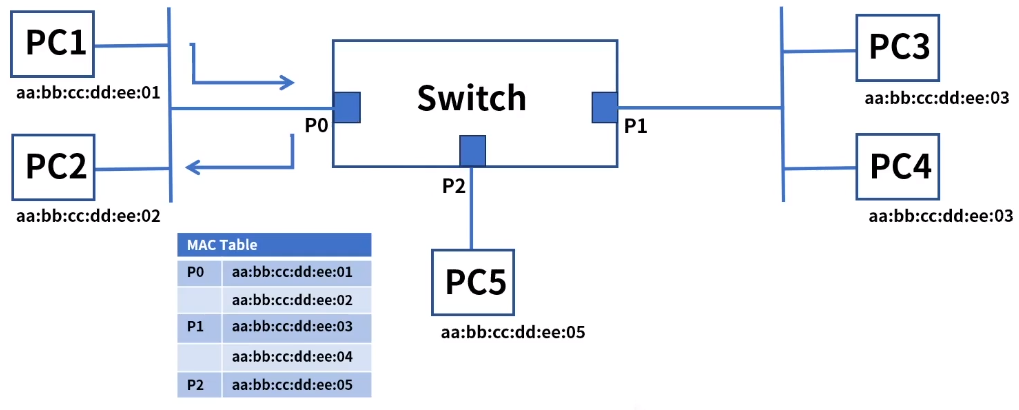 PC1
aa:bb:cc:dd:ee:01
PC2
aa:bb:cc:dd:ee:02
Switch
P0
P1
P2
PC3
aa:bb:cc:dd:ee:03
PC4
aa:bb:cc:dd:ee:03
PC5
aa:bb:cc:dd:ee:05
MAC Table
P0 aa:bb:cc:dd:ee:01
aa:bb:cc:dd:ee:02
P1 aa:bb:cc:dd:ee:03
aa:bb:cc:dd:ee:04
P2 aa:bb:cc:dd:ee:05